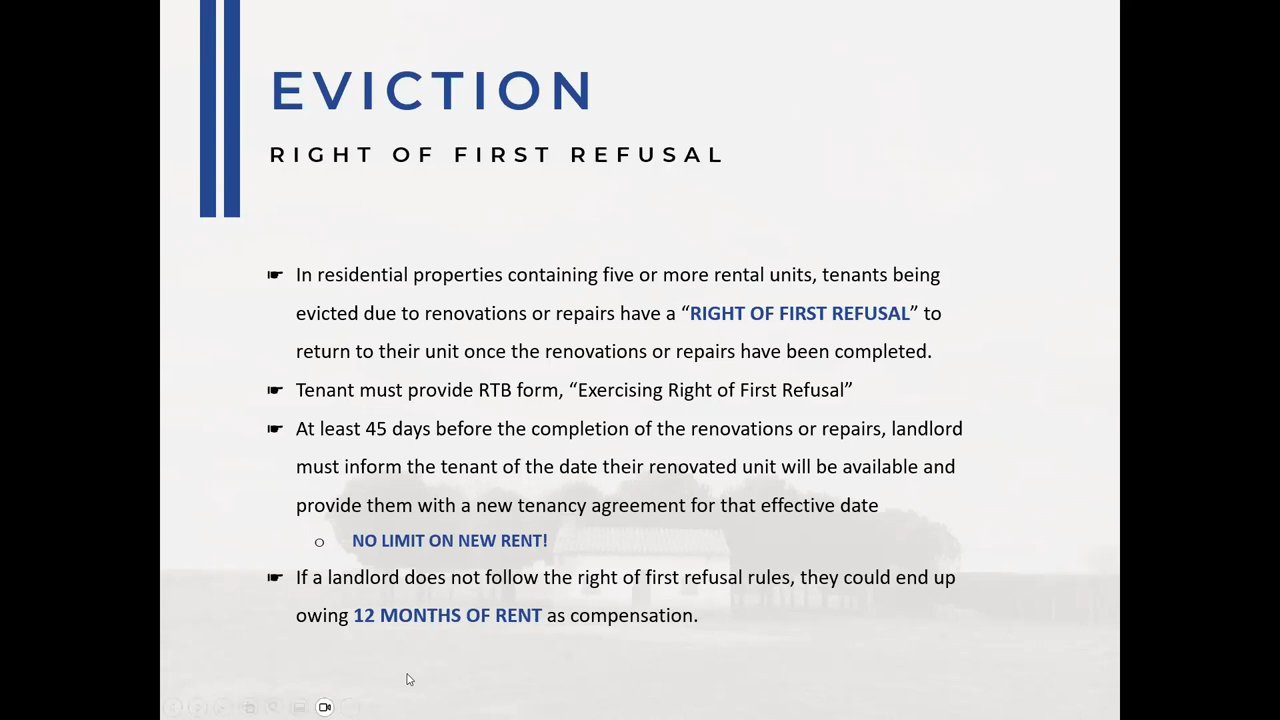 EVICTION
RIGHT OF FIRST REFUSAL
☛ In residential properties containing five or more rental units, tenants being
evicted due to renovations or repairs have a “RIGHT OF FIRST REFUSAL” to
return to their unit once the renovations or repairs have been completed.
☛ Tenant must provide RTB form, “Exercising Right of First Refusal”
☛ At least 45 days before the completion of the renovations or repairs, landlord
must inform the tenant of the date their renovated unit will be available and
provide them with a new tenancy agreement for that effective date
o NO LIMIT ON NEW RENT!
☛ If a landlord does not follow the right of first refusal rules, they could end up
owing 12 MONTHS OF RENT as compensation.